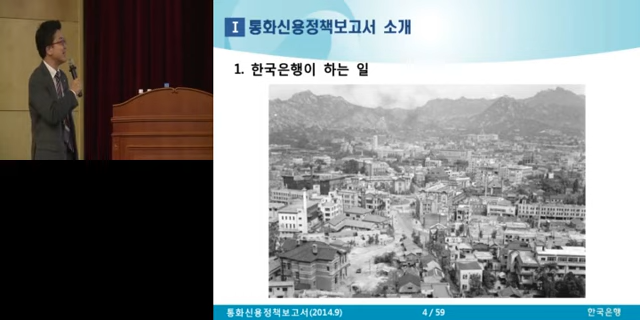 I 통화신용정책보고서 소개
1. 한국은행이 하는 일
통화신용정책보고서(2014.9)
4 / 59
한국은행